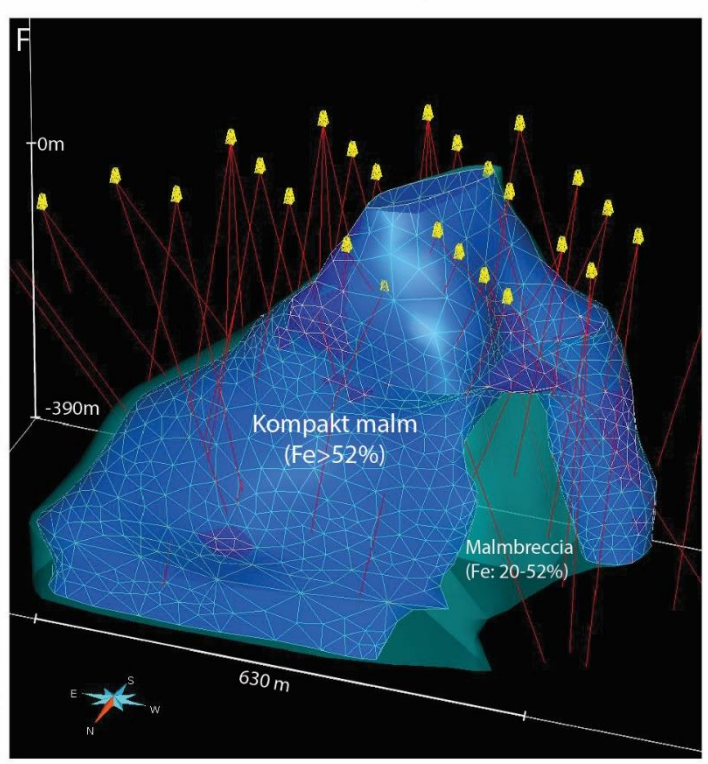 F
0m
-390m
Kompakt malm
(Fe>52%)
Malmbreccia
(Fe: 20-52%)
630 m
S
E
W
N